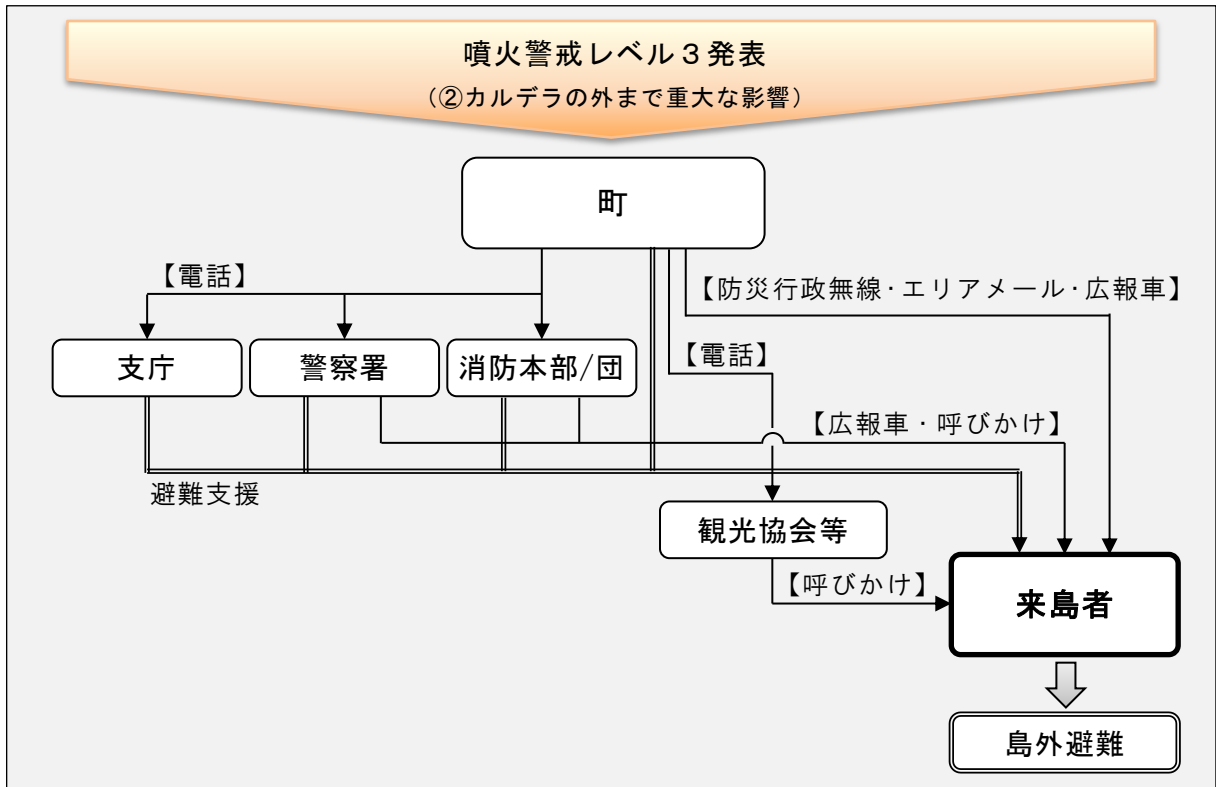 噴火警戒レベル３発表
（②カルデラの外まで重大な影響）
町
【電話】
【防災行政無線･エリアメール･広報車】
支庁
警察署
消防本部/団
【電話】
【広報車・呼びかけ】
避難支援
観光協会等
【呼びかけ】
来島者
島外避難